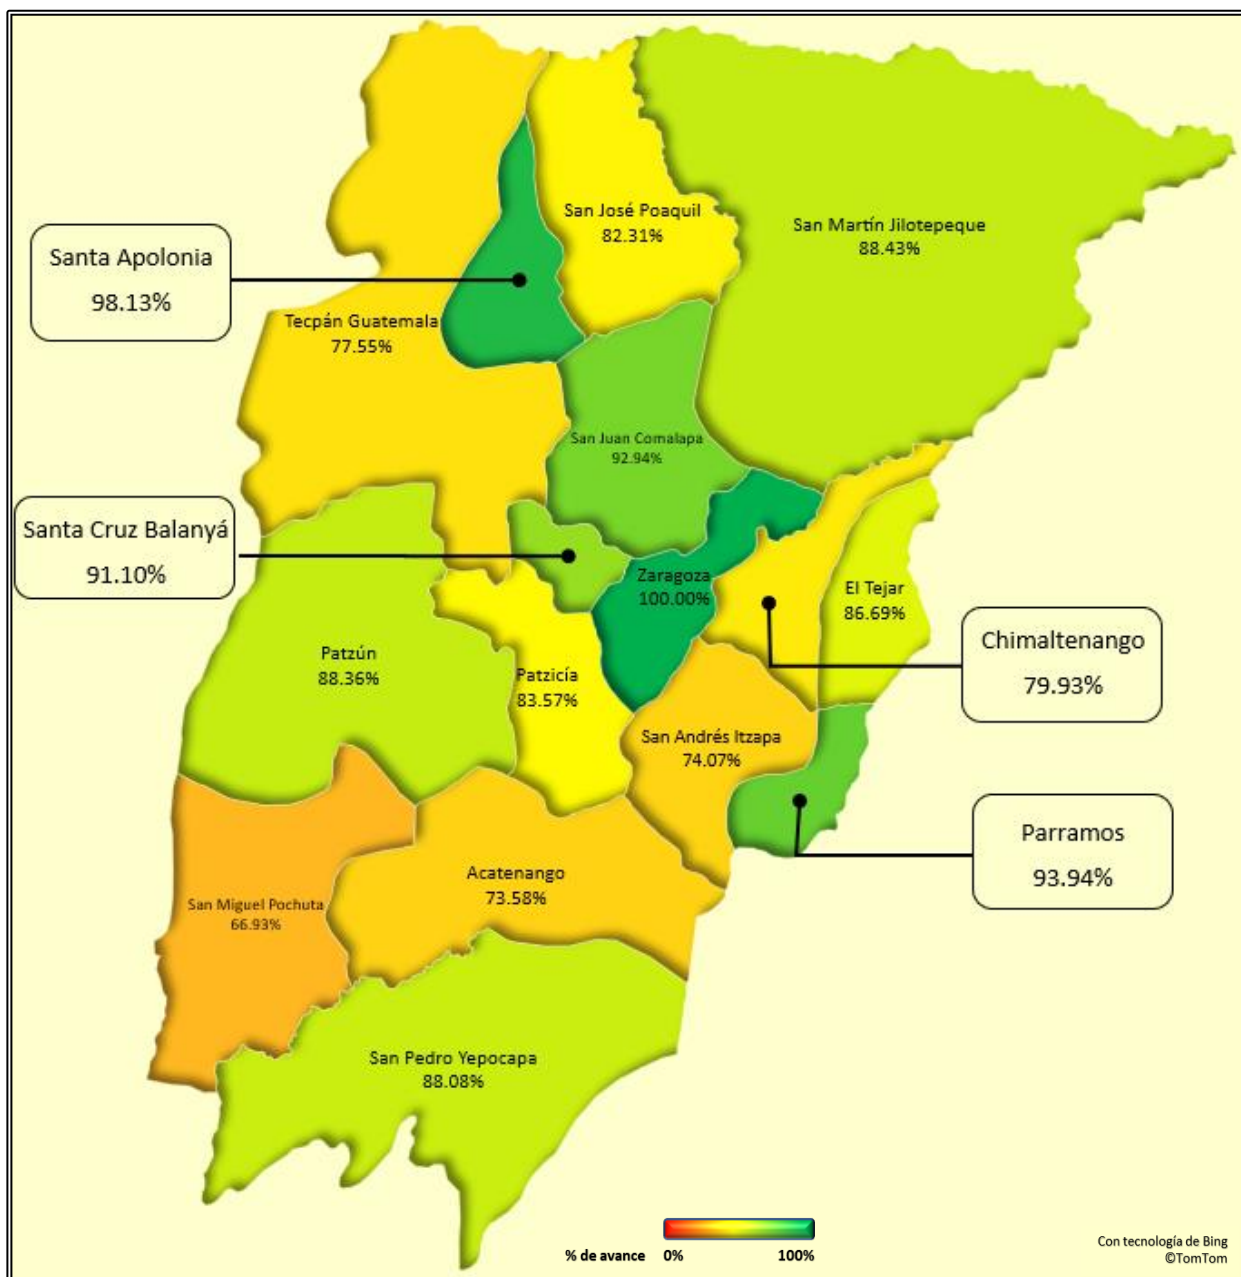 San José Poaquil
82.31%
San Martín Jilotepeque
88.43%
Santa Apolonia
98.13%
Tecpán Guatemala
77.55%
San Juan Comalapa
92.94%
Santa Cruz Balanyá
91.10%
Zaragoza
100.00%
El Tejar
86.69%
Chimaltenango
79.93%
Patzún
88.36%
Patzicía
83.57%
San Andrés Itzapa
74.07%
Parramos
93.94%
Acatenango
73.58%
San Miguel Pochuta
66.93%
San Pedro Yepocapa
88.08%
% de avance 0% 100%
Con tecnología de Bing
©TomTom